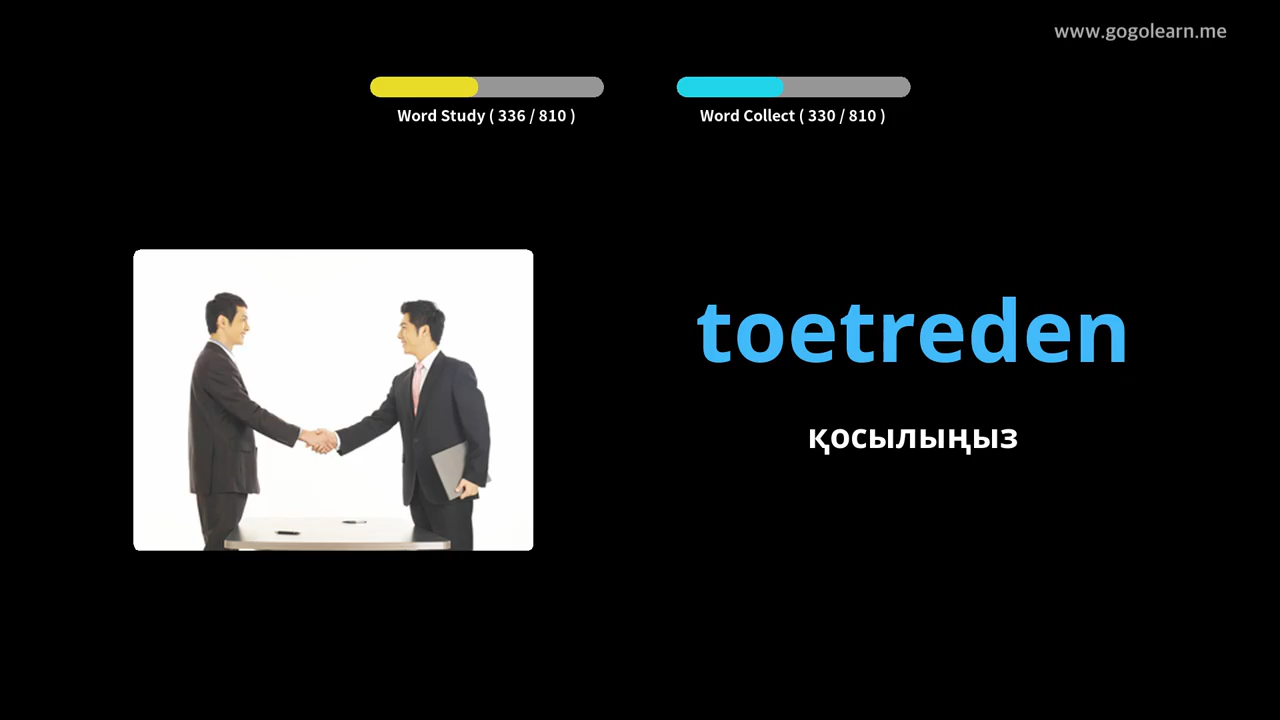 www.gogolearn.me
Word Study ( 336 / 810 )
Word Collect ( 330 / 810 )
toetreden
қосылыңыз